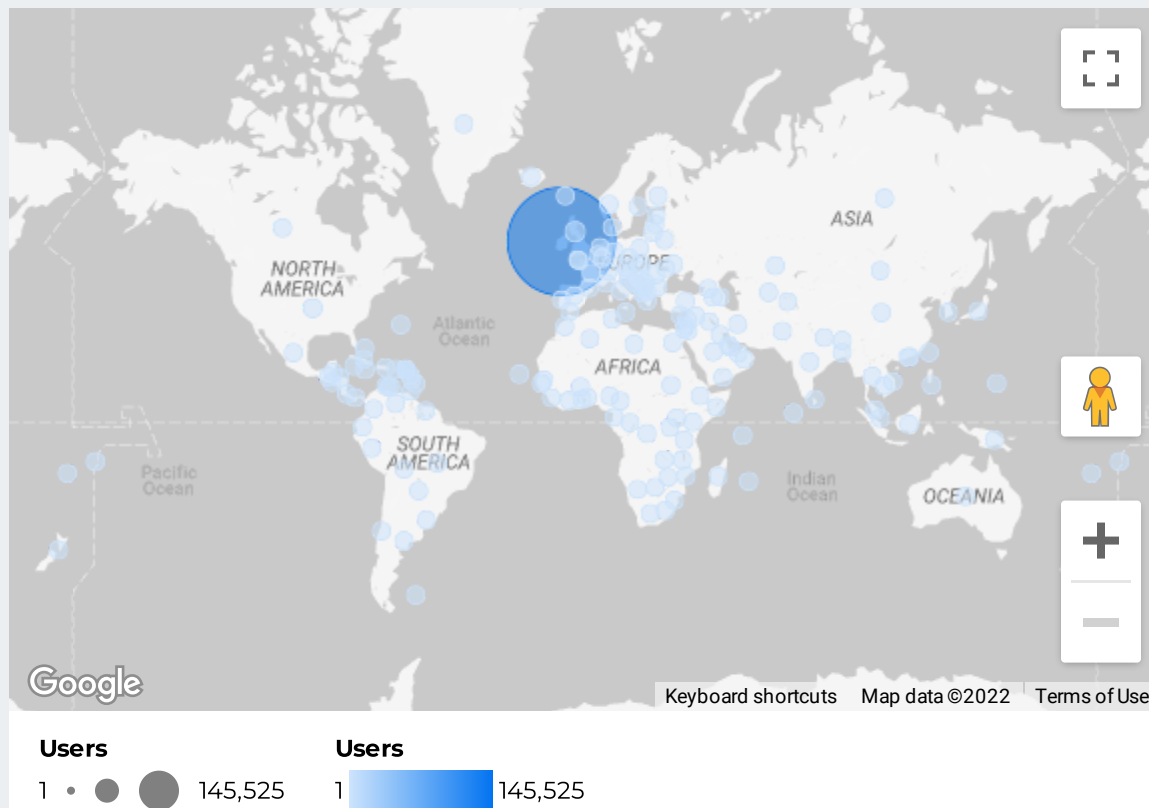 ASIA
EUROPE
NORTH
AMERICA
Atlantic
Ocean
AFRICA
SOUTH
AMERICA
Pacific
Ocean
Indian
Ocean
OCEANIA
Google
Keyboard shortcuts Map data ©2022 Terms of Use
Users Users
1 145,525 1 145,525